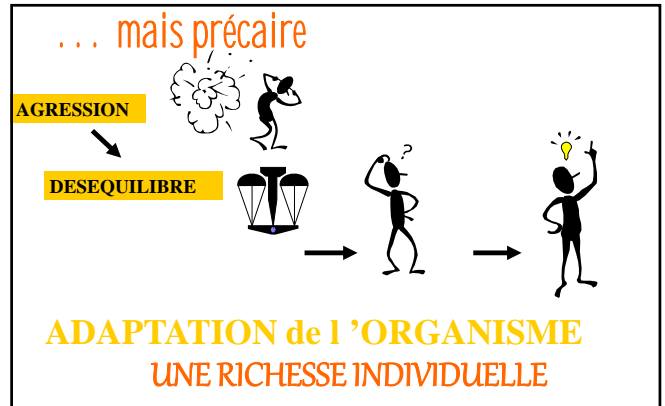 . . . mais précaire
AGRESSION
DESEQUILIBRE
?
ADAPTATION de l ’ORGANISME
UNE RICHESSE INDIVIDUELLE